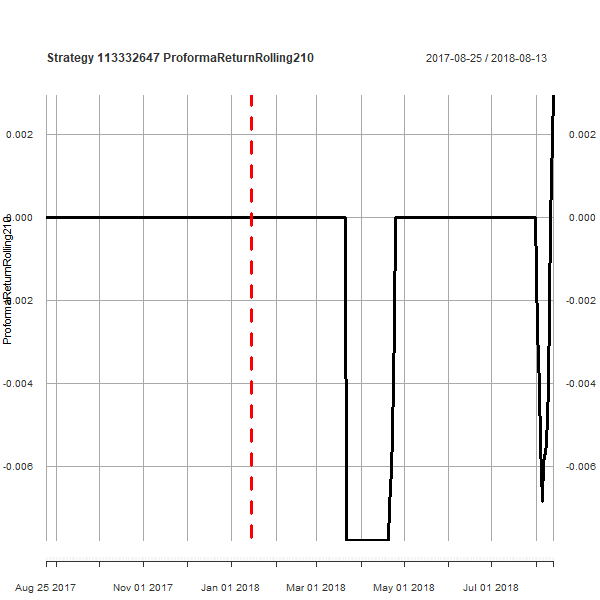 Strategy 113332647 ProformaReturnRolling210
2017-08-25 / 2018-08-13
0.002
0.002
0.000
0.000
-0.002
-0.002
-0.004
-0.004
-0.006
-0.006
ProformaReturnRolling210
Aug 25 2017
Nov 01 2017
Jan 01 2018
Mar 01 2018
May 01 2018
Jul 01 2018